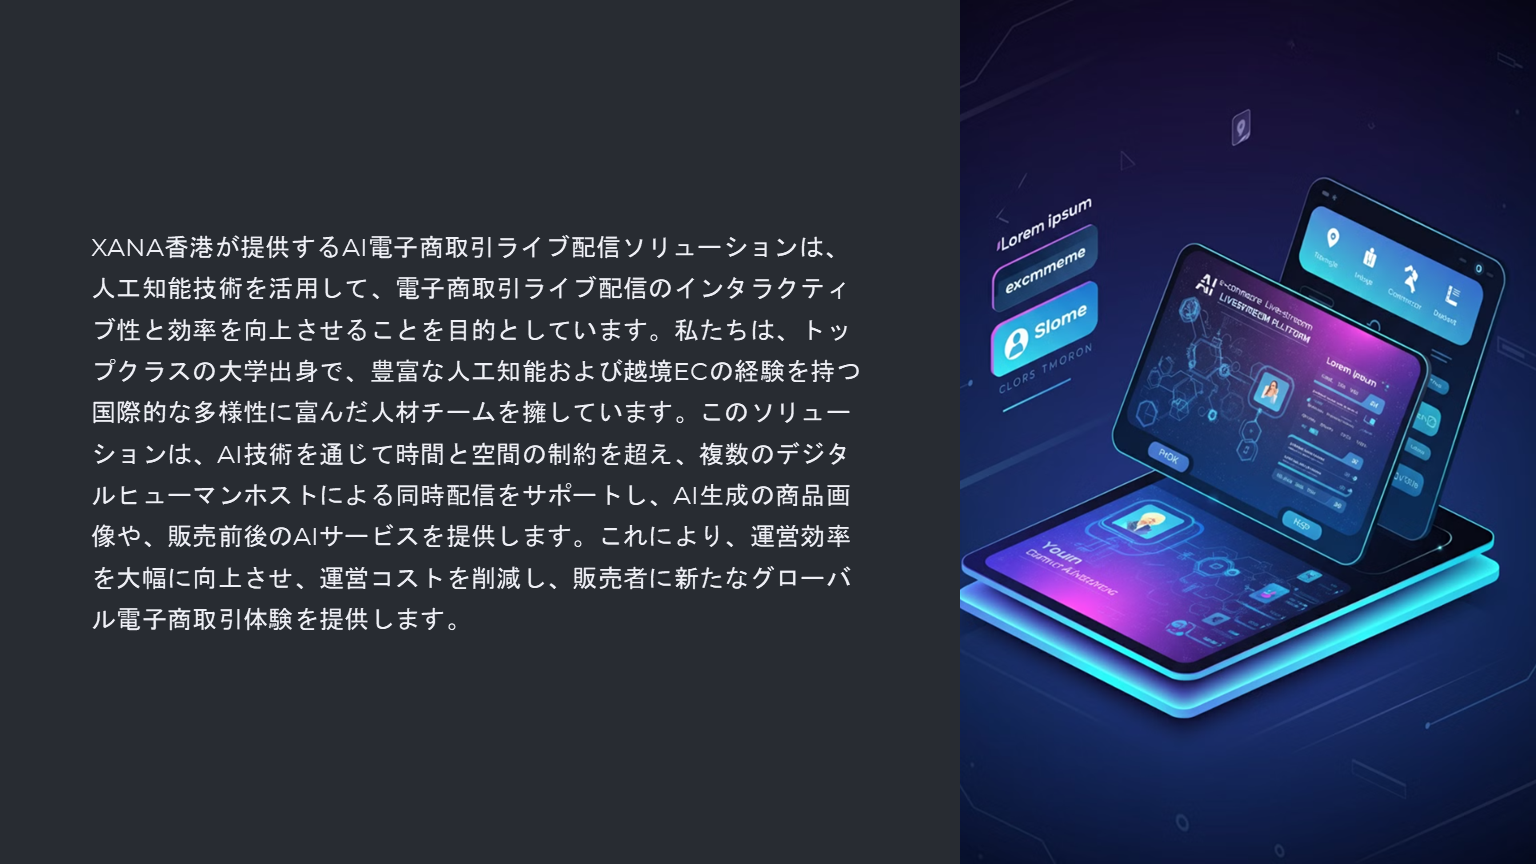 XANA香港が提供するAI電子商取引ライブ配信ソリューションは、
人工知能技術を活用して、電子商取引ライブ配信のインタラクティ
ブ性と効率を向上させることを目的としています。私たちは、トッ
プクラスの大学出身で、豊富な人工知能および越境ECの経験を持つ
国際的な多様性に富んだ人材チームを擁しています。このソリュー
ションは、AI技術を通じて時間と空間の制約を超え、複数のデジタ
ルヒューマンホストによる同時配信をサポートし、AI生成の商品画
像や、販売前後のAIサービスを提供します。これにより、運営効率
を大幅に向上させ、運営コストを削減し、販売者に新たなグローバ
ル電子商取引体験を提供します。
Lorem ipsum
excmmeme
Slome
CLORS TMORON
AI
Lorem ipsum